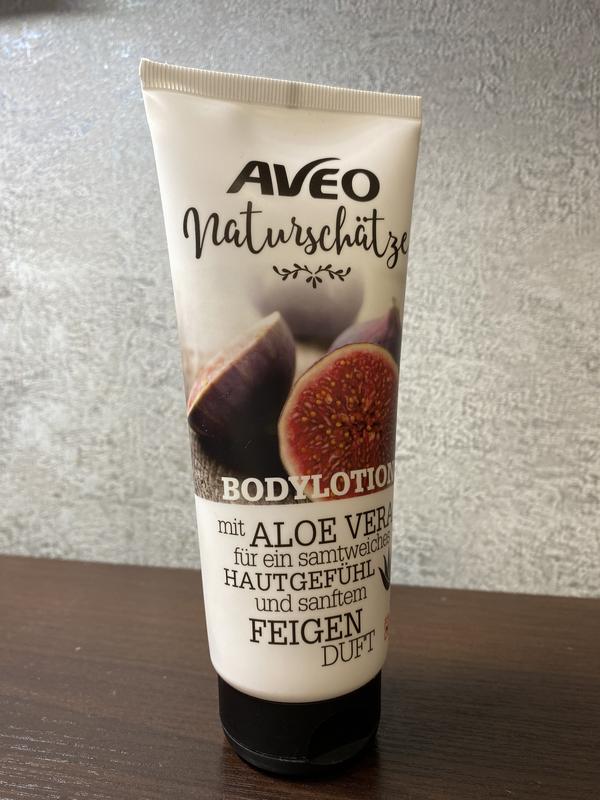 AVEO
Naturschätze
BODYLOTION
mit ALOE VERA
für ein samtweiches
HAUTGEFÜHL
und sanftem
FEIGEN
DUFT